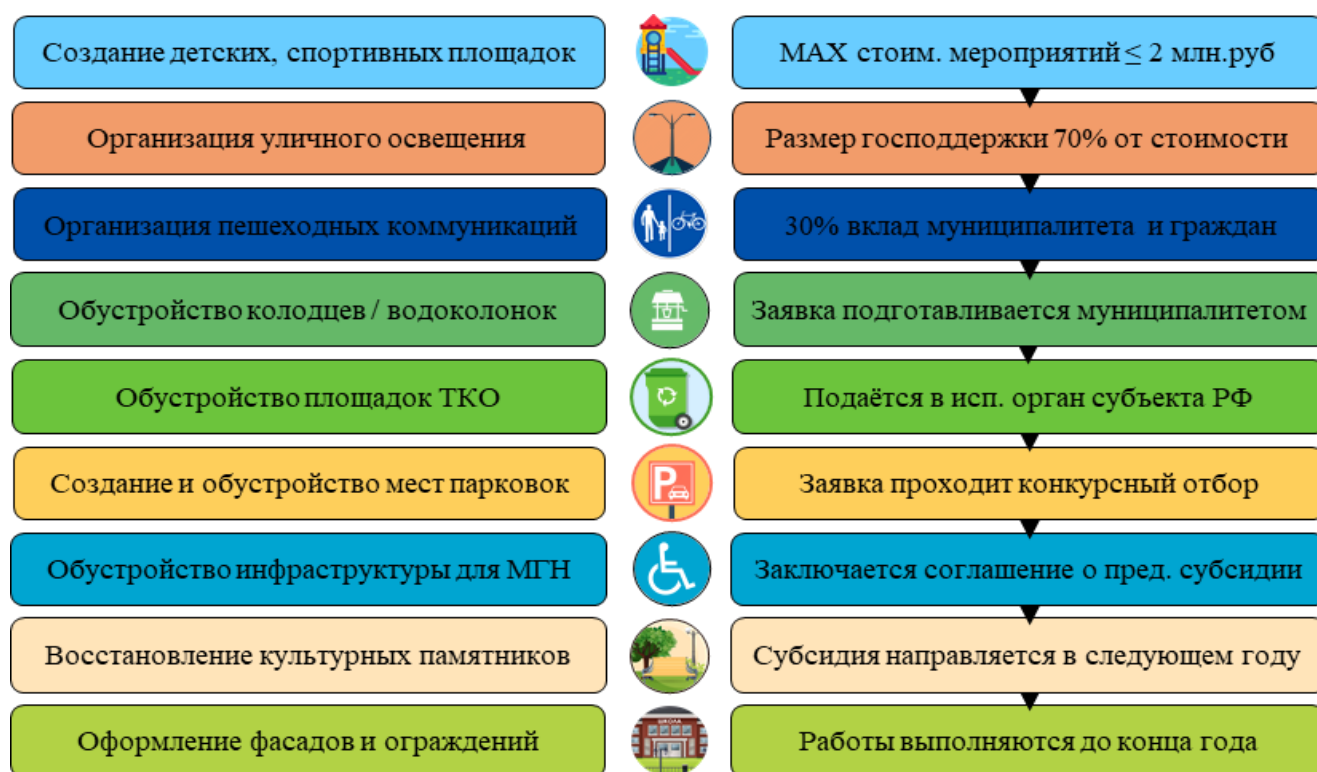 Создание детских, спортивных площадок
MAX стоим. мероприятий ≤ 2 млн.руб
Организация уличного освещения
Размер господдержки 70% от стоимости
Организация пешеходных коммуникаций
30% вклад муниципалитета и граждан
Обустройство колодцев / водоколонок
Заявка подготавливается муниципалитетом
Обустройство площадок ТКО
Подаётся в исп. орган субъекта РФ
Создание и обустройство мест парковок
P
Заявка проходит конкурсный отбор
Обустройство инфраструктуры для МГН
Заключается соглашение о пред. субсидии
Восстановление культурных памятников
Субсидия направляется в следующем году
Оформление фасадов и ограждений
ШКОЛА
Работы выполняются до конца года